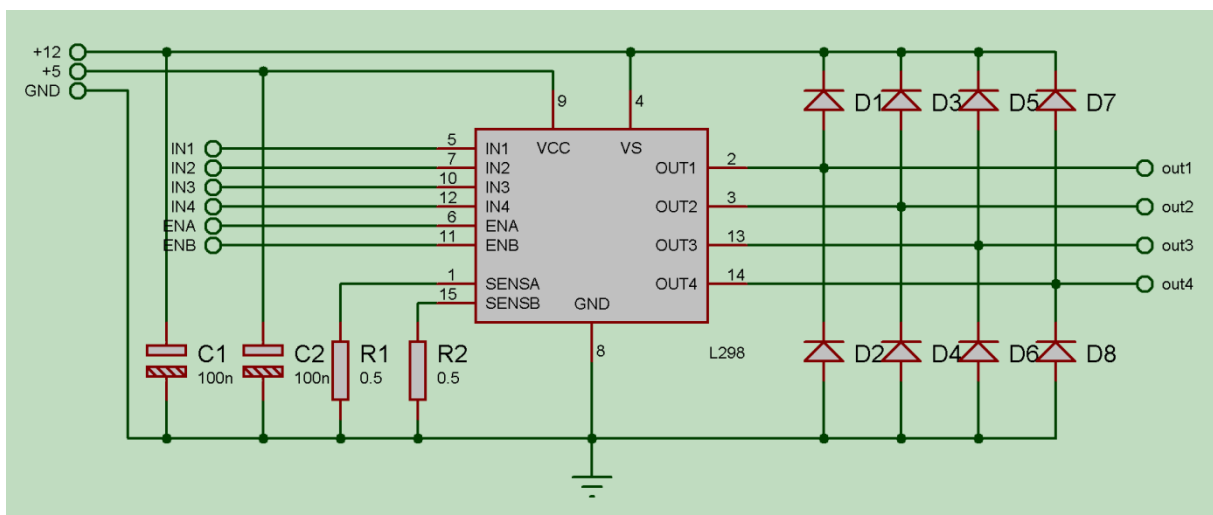 +12
+5
GND
9
4
D1
D3
D5
D7
IN1
5
IN1
VCC
VS
OUT1
2
out1
IN2
7
IN2
IN3
10
IN3
OUT2
3
out2
IN4
12
IN4
ENA
6
ENA
OUT3
13
out3
ENB
11
ENB
1
SENSA
OUT4
14
out4
15
SENSB
GND
8
L298
C1
100n
C2
100n
R1
0.5
R2
0.5
D2
D4
D6
D8